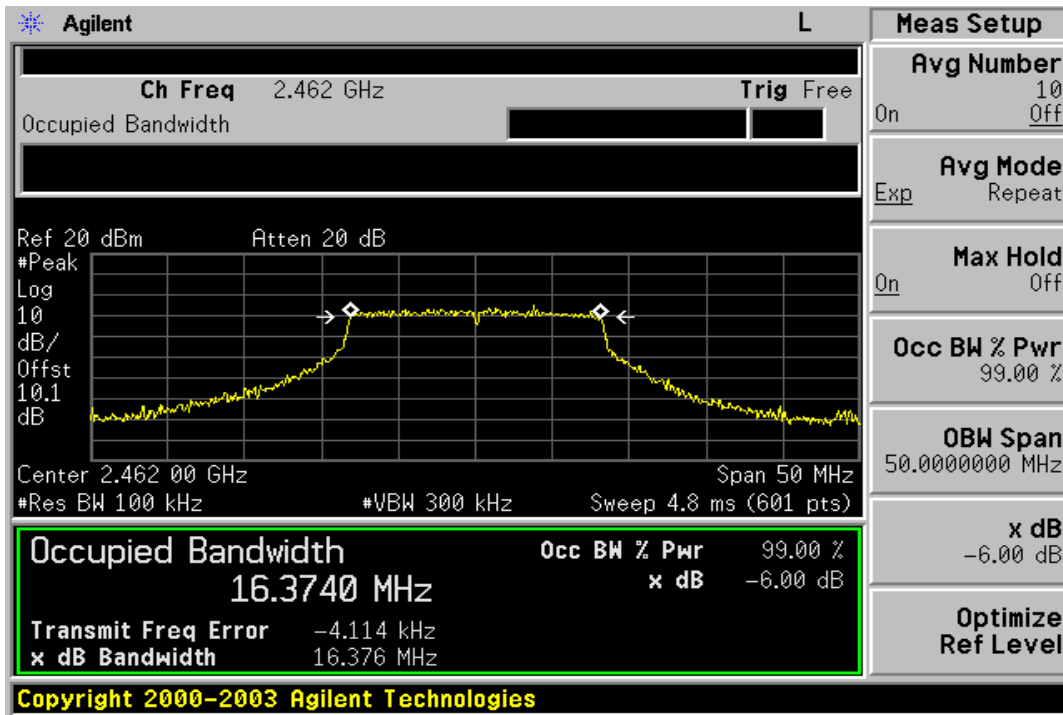 Agilent
L
Ch Freq 2.462 GHz
Trig Free
Occupied Bandwidth
Ref 20 dBm
Atten 20 dB
#Peak
Log
10
dB/
Offst
10.1
dB
Center 2.462 00 GHz
Span 50 MHz
#Res BW 100 kHz
#VBW 300 kHz
Sweep 4.8 ms (601 pts)
Occupied Bandwidth
16.3740 MHz
Occ BW % Pwr 99.00 %
x dB -6.00 dB
Transmit Freq Error -4.114 kHz
x dB Bandwidth 16.376 MHz
Copyright 2000-2003 Agilent Technologies
Meas Setup
Avg Number
10
On Off
Avg Mode
Exp Repeat
Max Hold
On Off
Occ BW % Pwr
99.00 %
OBW Span
50.0000000 MHz
x dB
-6.00 dB
Optimize
Ref Level